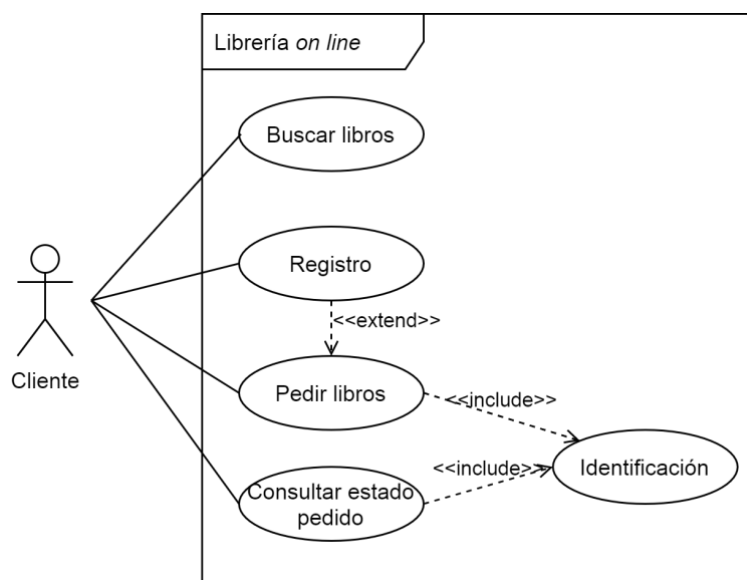 Librería on line
Buscar libros
Registro
<<extend>>
Cliente
Pedir libros
<<include>>
Consultar estado
pedido
<<include>>
Identificación